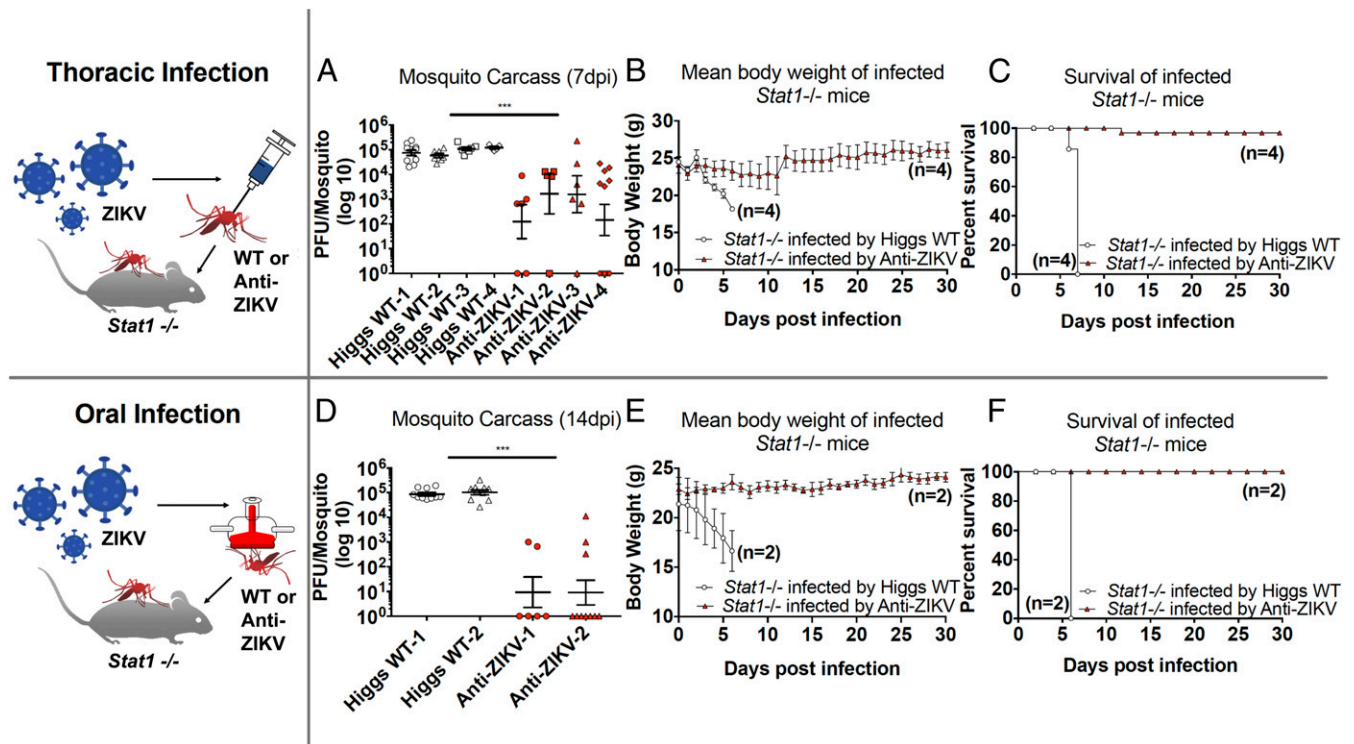 Thoracic Infection
ZIKV
WT or
Anti-
ZIKV
Stat1 -/-
A
Mosquito Carcass (7dpi)
***
PFU/Mosquito
(log 10)
10^6
10^5
10^4
10^3
10^2
10^1
10^0
Higgs WT-1
Higgs WT-2
Higgs WT-3
Higgs WT-4
Anti-ZIKV-1
Anti-ZIKV-2
Anti-ZIKV-3
Anti-ZIKV-4
B
Mean body weight of infected
Stat1-/- mice
Body Weight (g)
30
25
20
15
10
(n=4)
(n=4)
Stat1-/- infected by Higgs WT
Stat1-/- infected by Anti-ZIKV
0 5 10 15 20 25 30
Days post infection
C
Survival of infected
Stat1-/- mice
Percent survival
100
80
60
40
20
0
(n=4)
(n=4)
Stat1-/- infected by Higgs WT
Stat1-/- infected by Anti-ZIKV
0 5 10 15 20 25 30
Days post infection
Oral Infection
ZIKV
WT or
Anti-
ZIKV
Stat1 -/-
D
Mosquito Carcass (14dpi)
***
PFU/Mosquito
(log 10)
10^6
10^5
10^4
10^3
10^2
10^1
10^0
Higgs WT-1
Higgs WT-2
Anti-ZIKV-1
Anti-ZIKV-2
E
Mean body weight of infected
Stat1-/- mice
Body Weight (g)
25
22
19
16
13
10
(n=2)
(n=2)
Stat1-/- infected by Higgs WT
Stat1-/- infected by Anti-ZIKV
0 5 10 15 20 25 30
Days post infection
F
Survival of infected
Stat1-/- mice
Percent survival
100
80
60
40
20
0
(n=2)
(n=2)
Stat1-/- infected by Higgs WT
Stat1-/- infected by Anti-ZIKV
0 5 10 15 20 25 30
Days post infection